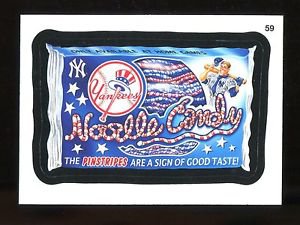 59
ONLY AVAILABLE AT HOME GAMES
NY
Yankees
Candy
THE PINSTRIPES ARE A SIGN OF GOOD TASTE!